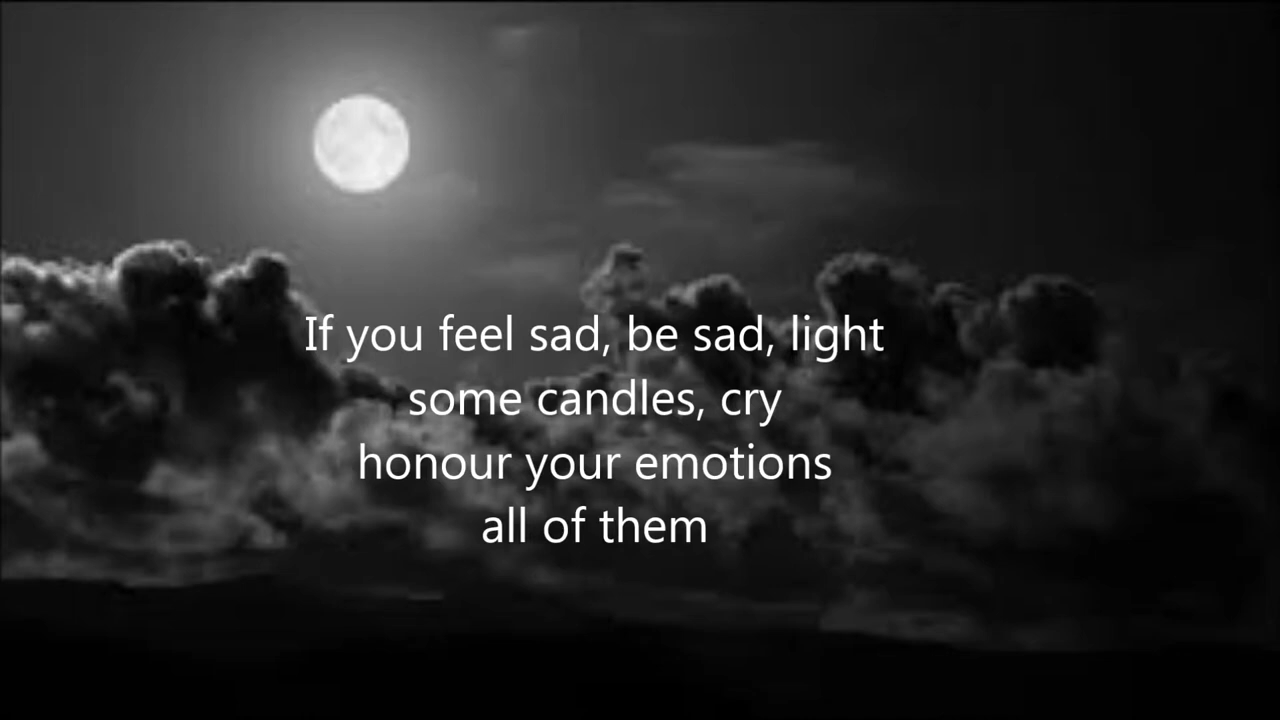 If you feel sad, be sad, light
some candles, cry
honour your emotions
all of them